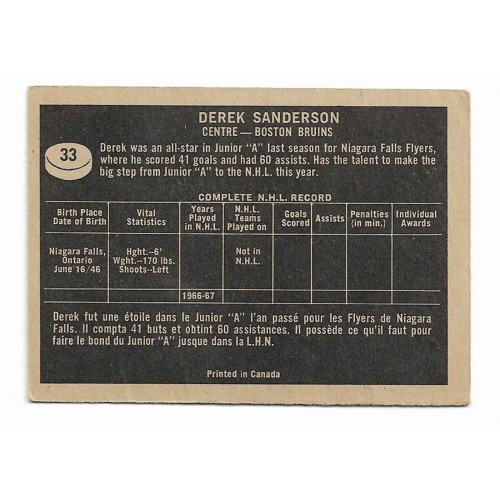 DEREK SANDERSON
CENTRE — BOSTON BRUINS
33
Derek was an all-star in Junior "A" last season for Niagara Falls Flyers,
where he scored 41 goals and had 60 assists. Has the talent to make the
big step from Junior "A" to the N.H.L. this year.
COMPLETE N.H.L. RECORD
Birth Place Date of Birth | Vital Statistics | Years Played in N.H.L. | N.H.L. Teams Played on | Goals Scored | Assists | Penalties (in min.) | Individual Awards
Niagara Falls, Hght.--6' Not in
Ontario Wght.--170 lbs. N.H.L.
June 16/46 Shoots--Left
1966-67
Derek fut une étoile dans le Junior "A" l'an passé pour les Flyers de Niagara
Falls. Il compta 41 buts et obtint 60 assistances. Il possède ce qu'il faut pour
faire le bond du Junior "A" jusque dans la L.H.N.
Printed in Canada